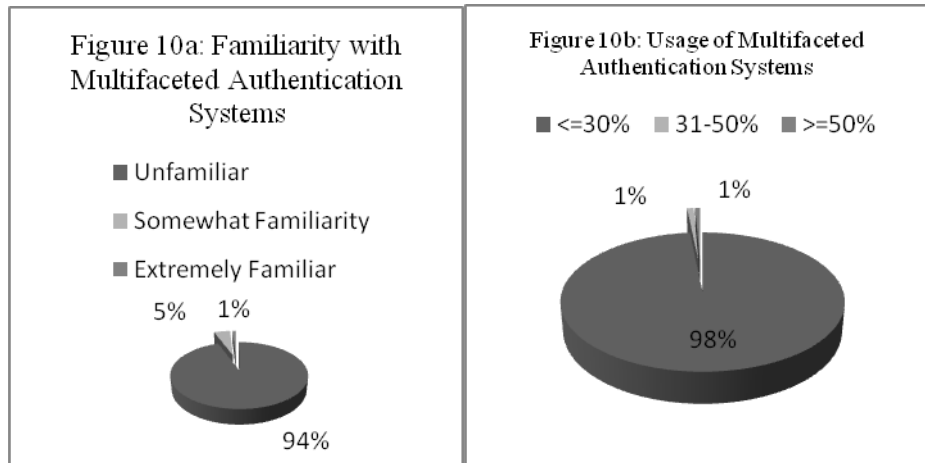 Figure 10a: Familiarity with
Multifaceted Authentication
Systems
Unfamiliar
Somewhat Familiarity
Extremely Familiar
5% 1%
94%
Figure 10b: Usage of Multifaceted
Authentication Systems
<=30% 31-50% >=50%
1% 1%
98%